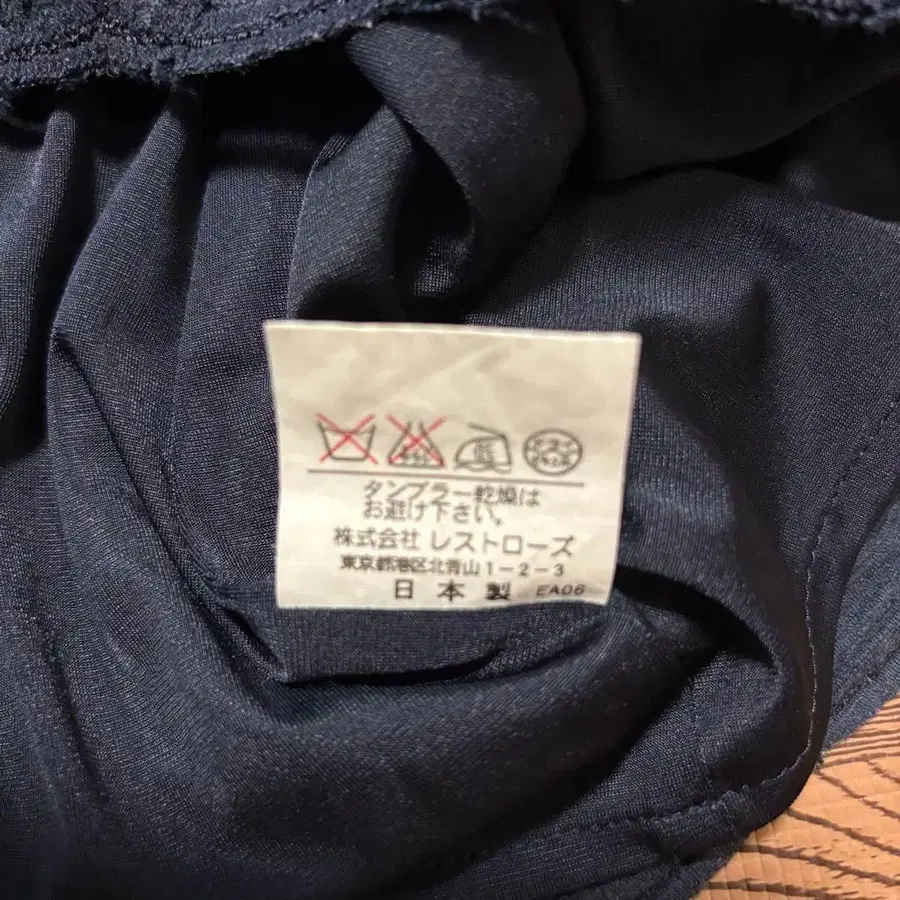 タンブラー乾燥は
お避け下さい。
株式会社 レストローズ
東京都港区北青山1-2-3
日本製 EA06